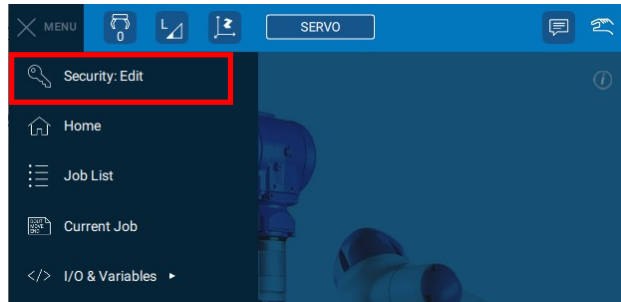 MENU
0
L
Z
SERVO
Security: Edit
i
Home
Job List
Current Job
</> I/O & Variables